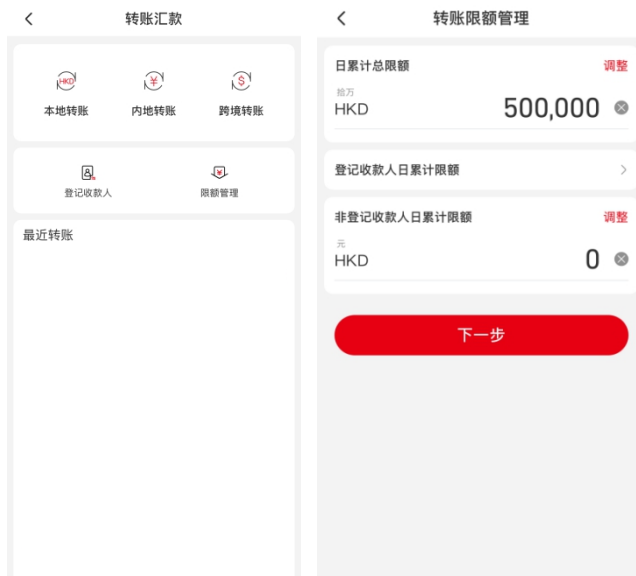 转账汇款
HKD
¥
$
本地转账
内地转账
跨境转账
登记收款人
限额管理
最近转账
转账限额管理
日累计总限额
调整
拾万
HKD
500,000
登记收款人日累计限额
非登记收款人日累计限额
调整
元
HKD
0
下一步